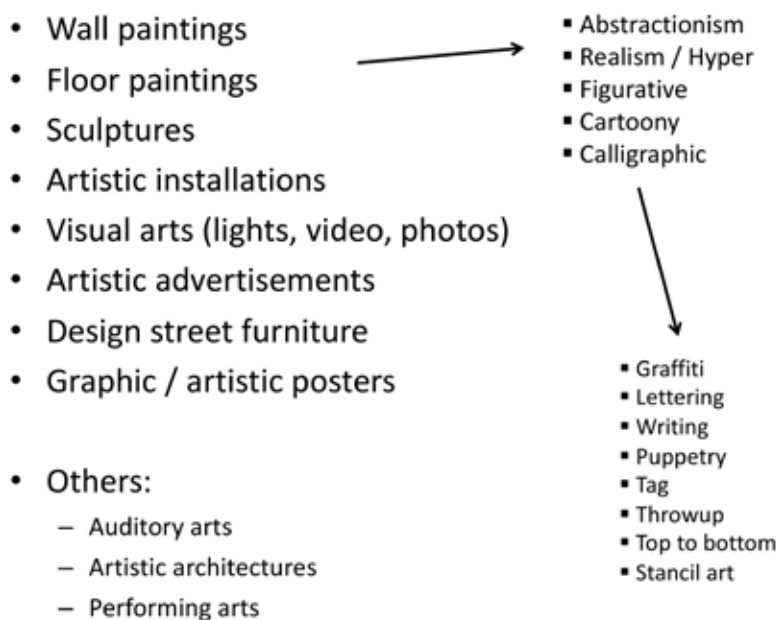 • Wall paintings
• Floor paintings
• Sculptures
• Artistic installations
• Visual arts (lights, video, photos)
• Artistic advertisements
• Design street furniture
• Graphic / artistic posters
• Others:
– Auditory arts
– Artistic architectures
– Performing arts
▪ Abstractionism
▪ Realism / Hyper
▪ Figurative
▪ Cartoony
▪ Calligraphic
▪ Graffiti
▪ Lettering
▪ Writing
▪ Puppetry
▪ Tag
▪ Throwup
▪ Top to bottom
▪ Stancil art